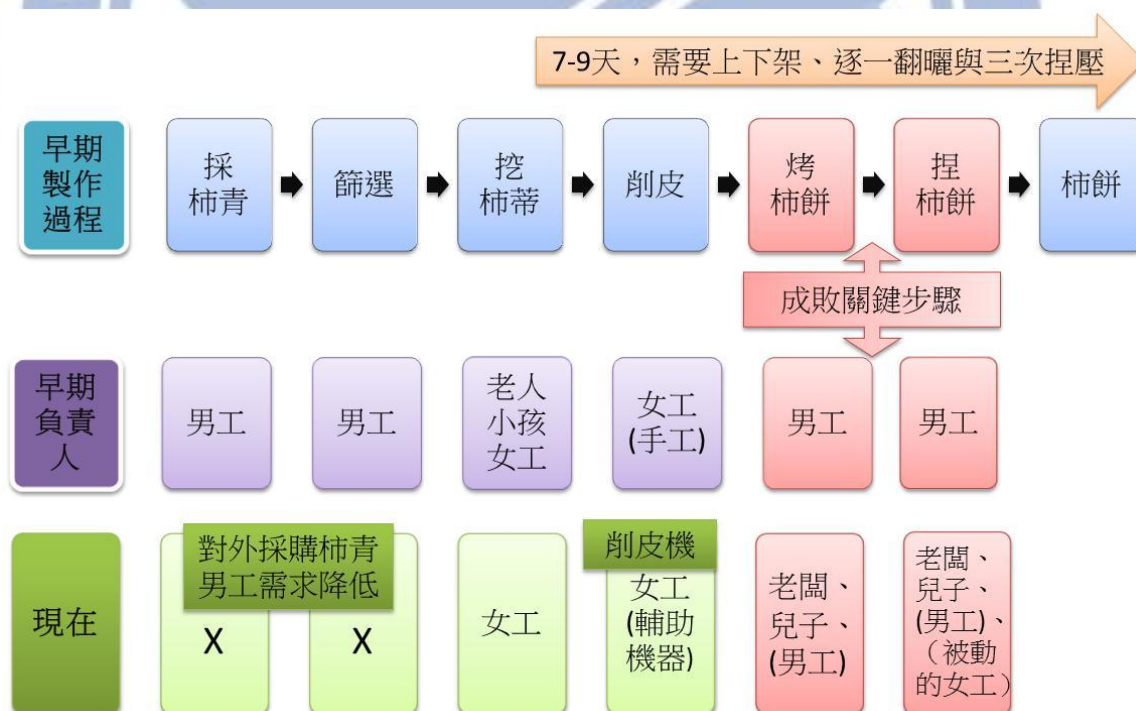 7-9天，需要上下架、逐一翻曬與三次捏壓
早期
製作
過程
採
柿青
篩選
挖
柿蒂
削皮
烤
柿餅
捏
柿餅
柿餅
成敗關鍵步驟
早期
負責
人
男工
男工
老人
小孩
女工
女工
(手工)
男工
男工
現在
對外採購柿青
男工需求降低
X
X
女工
削皮機
女工
(輔助
機器)
老闆、
兒子、
(男工)
老闆、
兒子、
(男工)、
（被動
的女工）